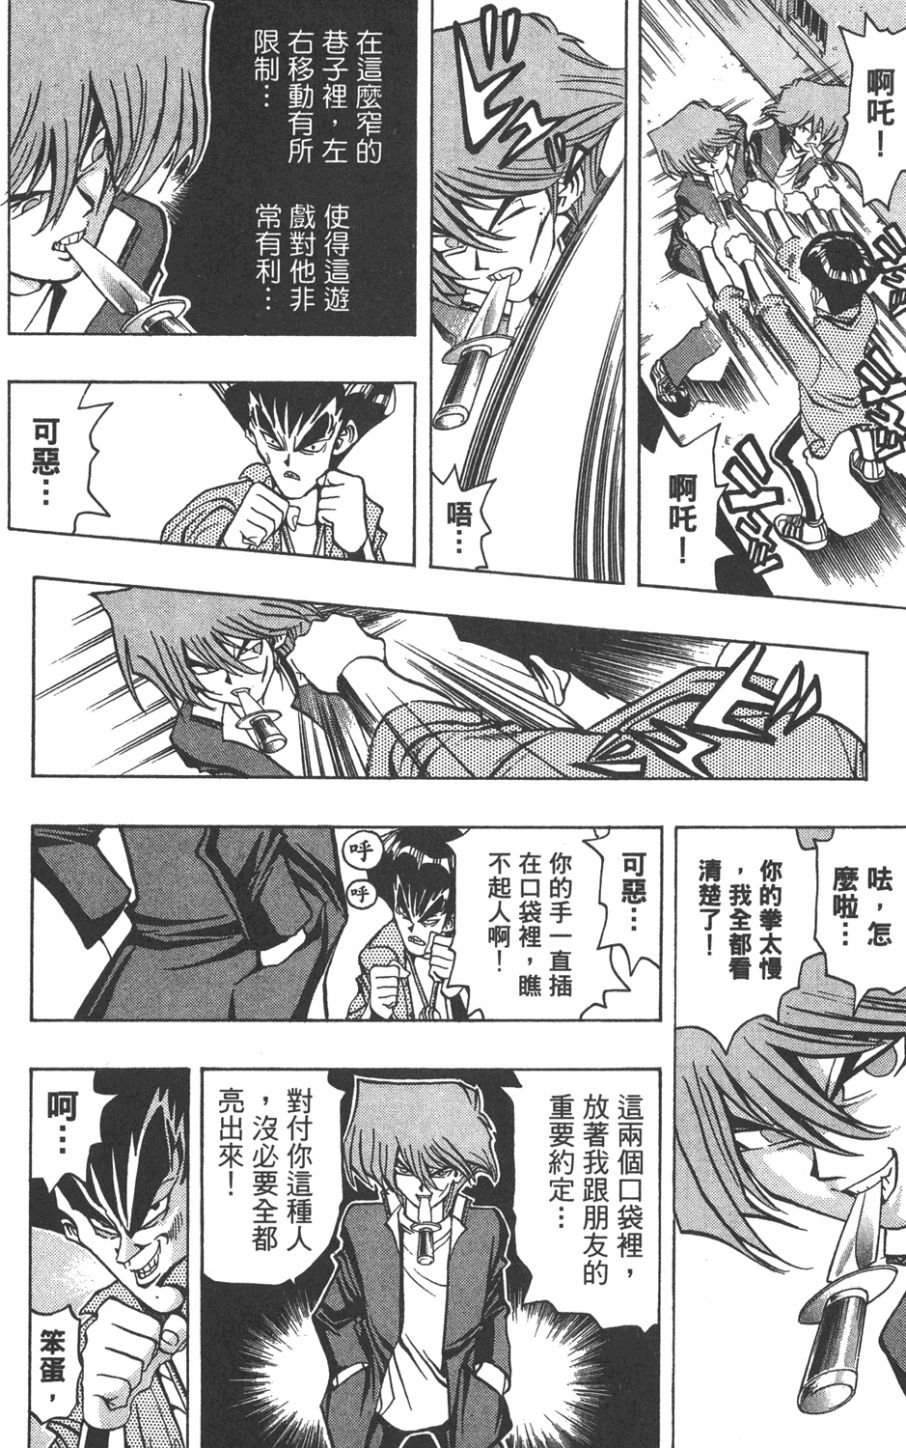 啊吒！
啊吒！
唔…
在這麼窄的
巷子裡，左
右移動有所
限制…
使得這遊
戲對他非
常有利…
可惡…
呿，怎
麼啦…
你的拳太慢
，我全都看
清楚了！
可惡…
你的手一直插
在口袋裡，瞧
不起人啊！
呼
呼
這兩個口袋裡，
放著我跟朋友的
重要約定…
對付你這種人
，沒必要全都
亮出來！
呵…
笨蛋，